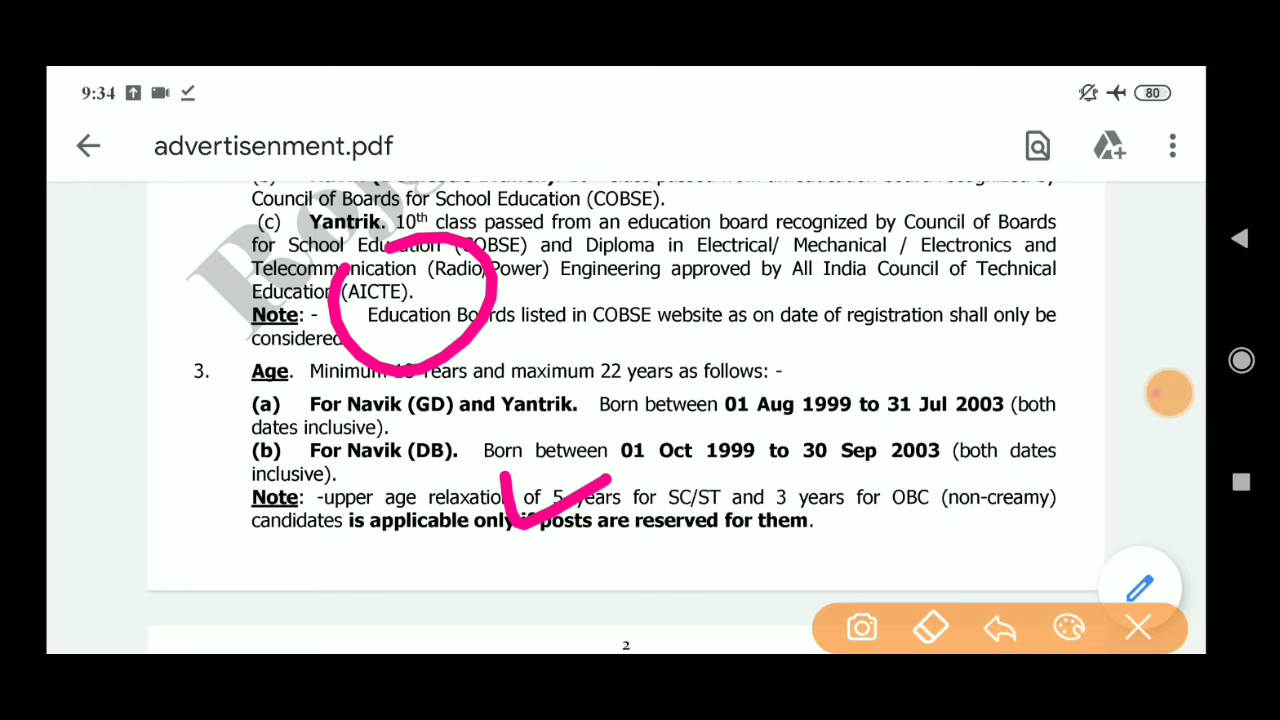 9:34
80
advertisenment.pdf
Council of Boards for School Education (COBSE).
(c) Yantrik. 10th class passed from an education board recognized by Council of Boards
for School Education (COBSE) and Diploma in Electrical/ Mechanical / Electronics and
Telecommunication (Radio/Power) Engineering approved by All India Council of Technical
Education (AICTE).
Note: - Education Boards listed in COBSE website as on date of registration shall only be
considered
3. Age. Minimum Years and maximum 22 years as follows: -
(a) For Navik (GD) and Yantrik. Born between 01 Aug 1999 to 31 Jul 2003 (both
dates inclusive).
(b) For Navik (DB). Born between 01 Oct 1999 to 30 Sep 2003 (both dates
inclusive).
Note: -upper age relaxation of 5 years for SC/ST and 3 years for OBC (non-creamy)
candidates is applicable only if posts are reserved for them.
2